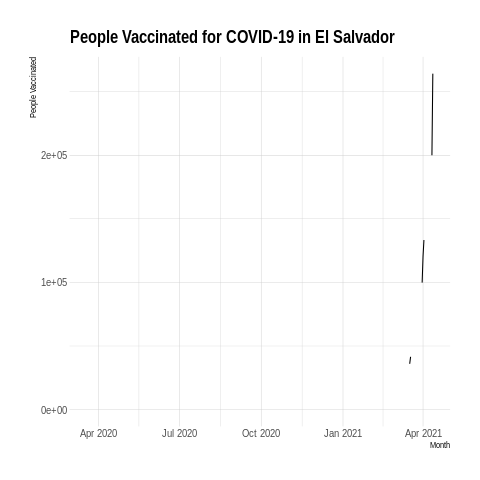 People Vaccinated for COVID-19 in El Salvador
People Vaccinated
2e+05
1e+05
0e+00
Apr 2020 Jul 2020 Oct 2020 Jan 2021 Apr 2021
Month